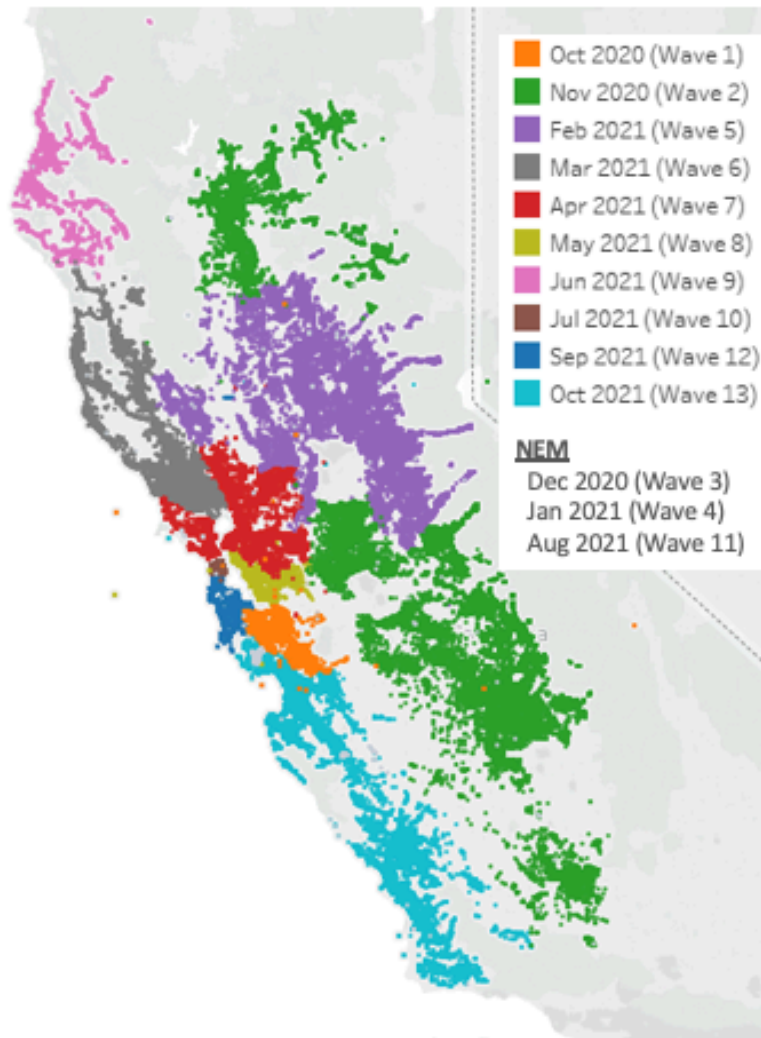 Oct 2020 (Wave 1)
Nov 2020 (Wave 2)
Feb 2021 (Wave 5)
Mar 2021 (Wave 6)
Apr 2021 (Wave 7)
May 2021 (Wave 8)
Jun 2021 (Wave 9)
Jul 2021 (Wave 10)
Sep 2021 (Wave 12)
Oct 2021 (Wave 13)
NEM
Dec 2020 (Wave 3)
Jan 2021 (Wave 4)
Aug 2021 (Wave 11)